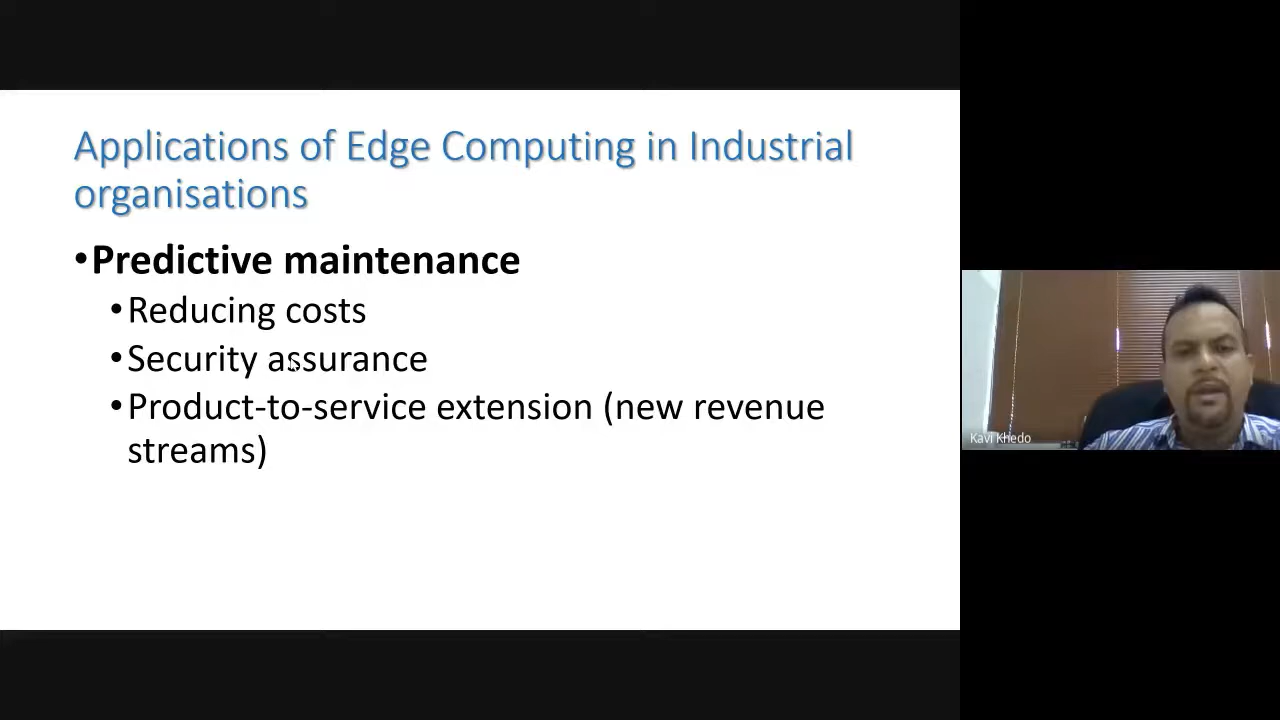 Applications of Edge Computing in Industrial
organisations
•Predictive maintenance
•Reducing costs
•Security assurance
•Product-to-service extension (new revenue
streams)
Kavi Khedo